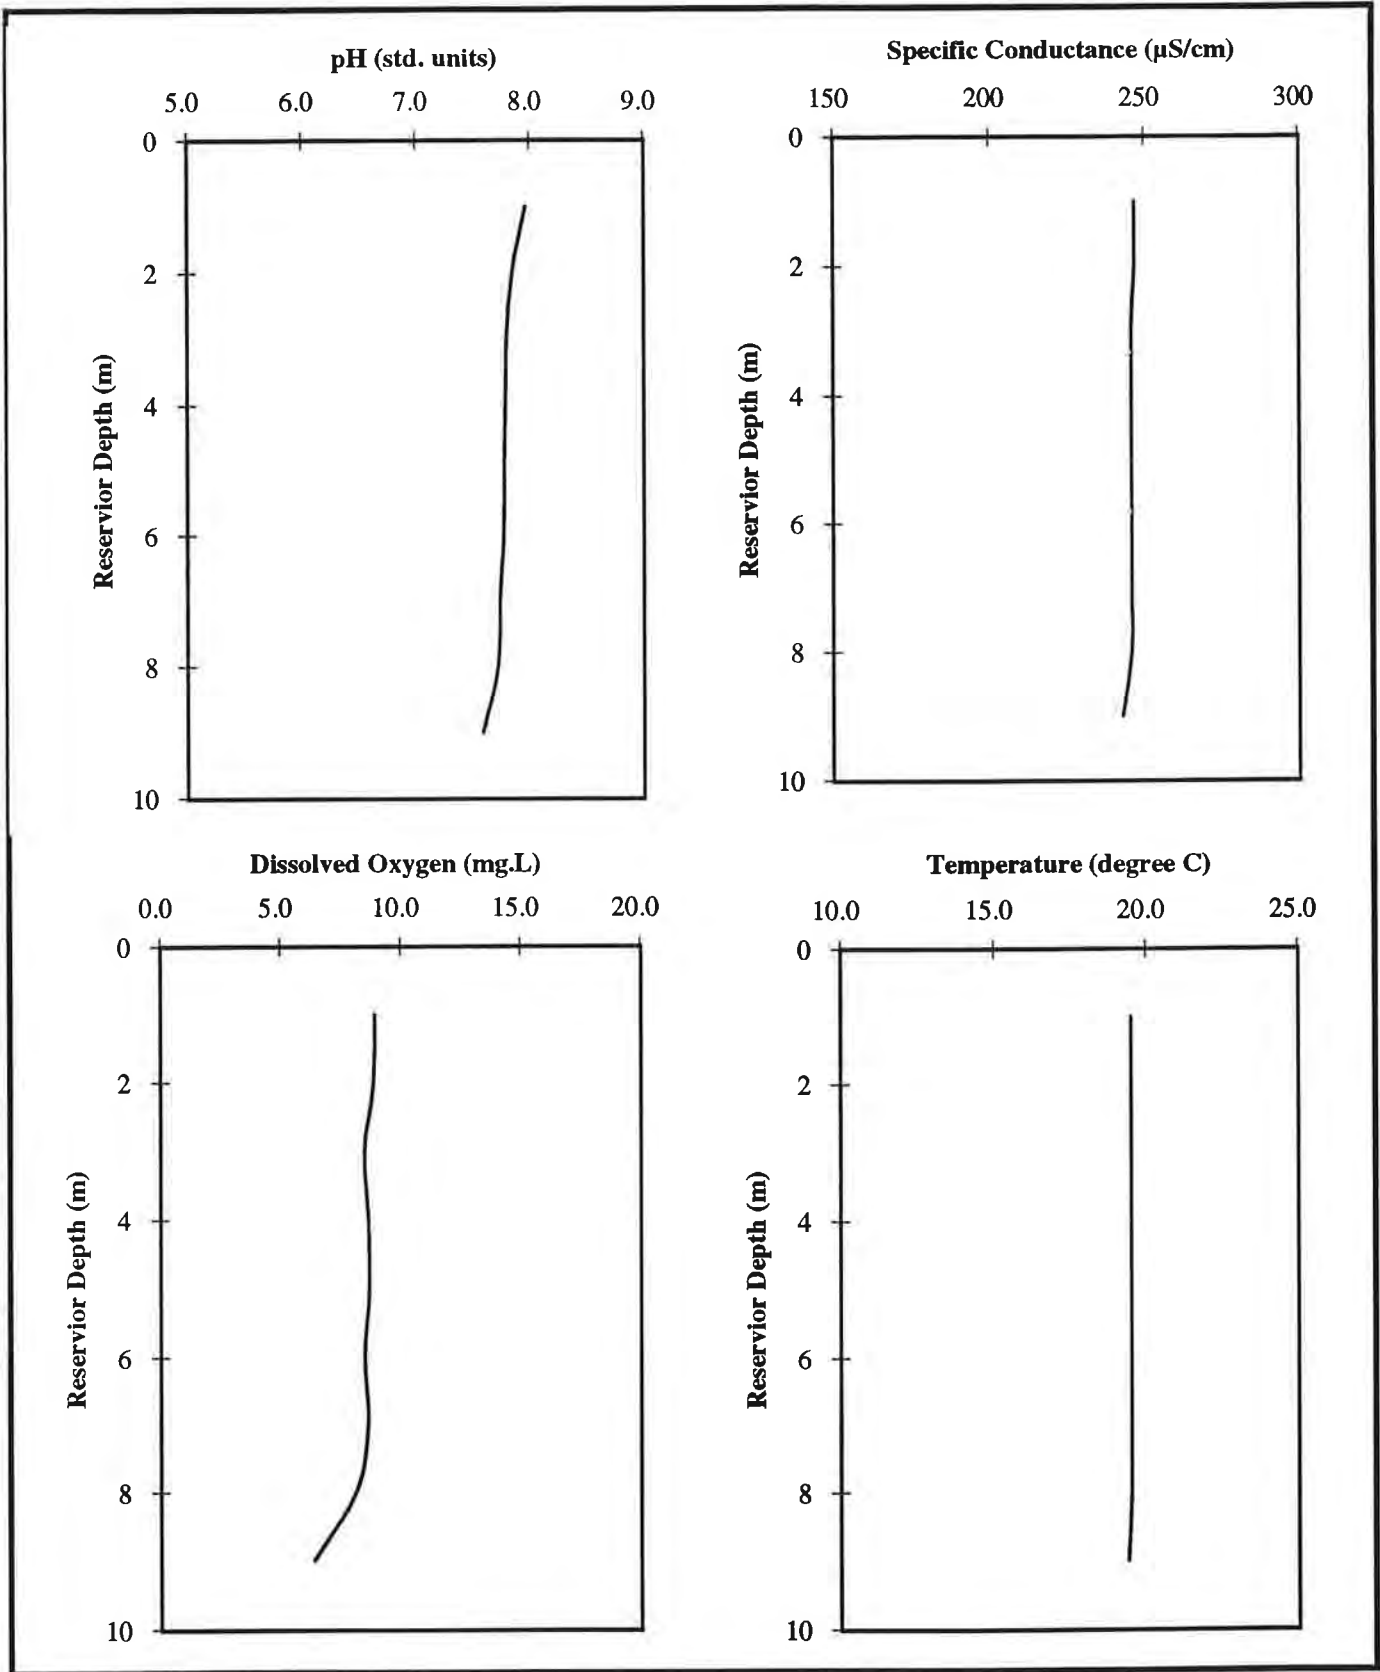 pH (std. units)
5.0 6.0 7.0 8.0 9.0
0
2
4
6
8
10
Reservior Depth (m)
Specific Conductance (µS/cm)
150 200 250 300
0
2
4
6
8
10
Reservior Depth (m)
Dissolved Oxygen (mg.L)
0.0 5.0 10.0 15.0 20.0
0
2
4
6
8
10
Reservior Depth (m)
Temperature (degree C)
10.0 15.0 20.0 25.0
0
2
4
6
8
10
Reservior Depth (m)